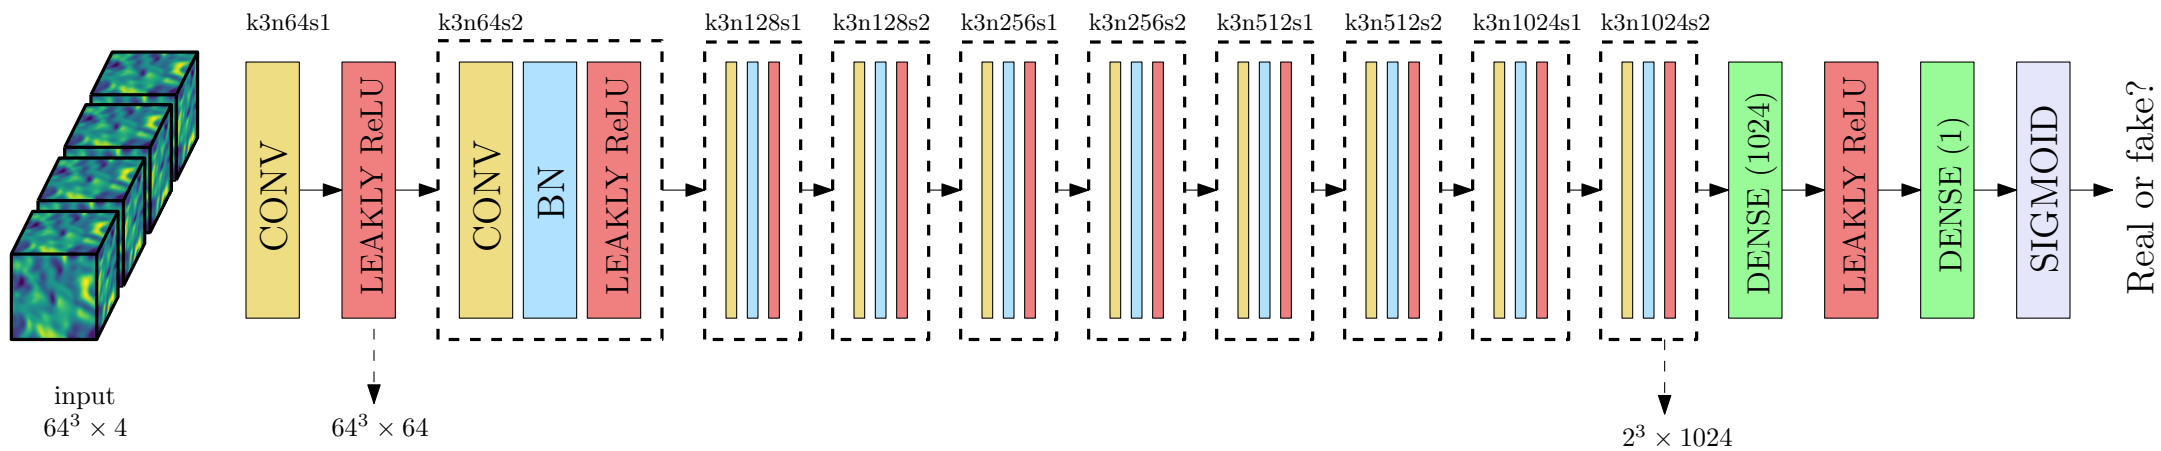 k3n64s1
k3n64s2
k3n128s1
k3n128s2
k3n256s1
k3n256s2
k3n512s1
k3n512s2
k3n1024s1
k3n1024s2
CONV
LEAKLY ReLU
CONV
BN
LEAKLY ReLU
DENSE (1024)
LEAKLY ReLU
DENSE (1)
SIGMOID
Real or fake?
input
64³ × 4
64³ × 64
2³ × 1024